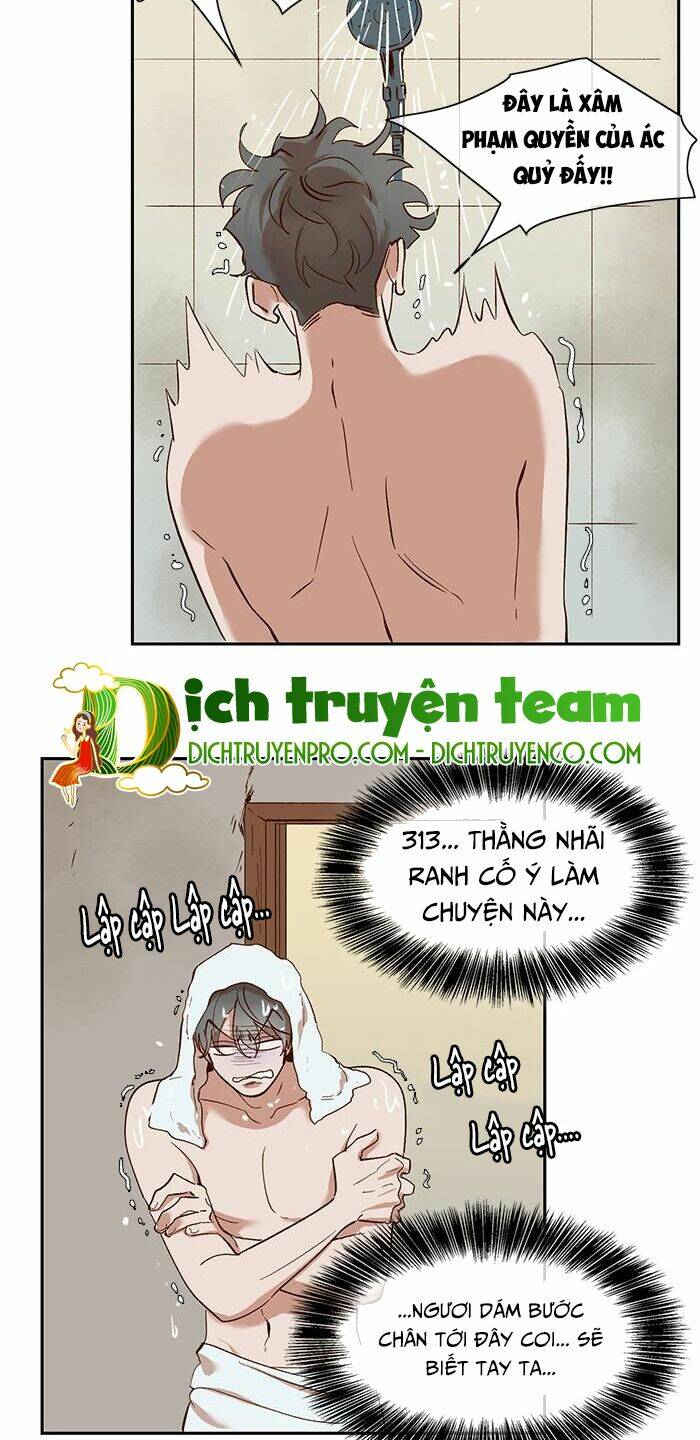 ĐÂY LÀ XÂM
PHẠM QUYỀN CỦA ÁC
QUỶ ĐẤY!!
Dịch truyện team
DICHTRUYENPRO.COM - DICHTRUYENCO.COM
313... THẰNG NHÃI
RANH CỐ Ý LÀM
CHUYỆN NÀY...
Lập cập Lập cập...
Lập cập
Lập cập....
...NGƯƠI DÁM BƯỚC
CHÂN TỚI ĐÂY COI... SẼ
BIẾT TAY TA...